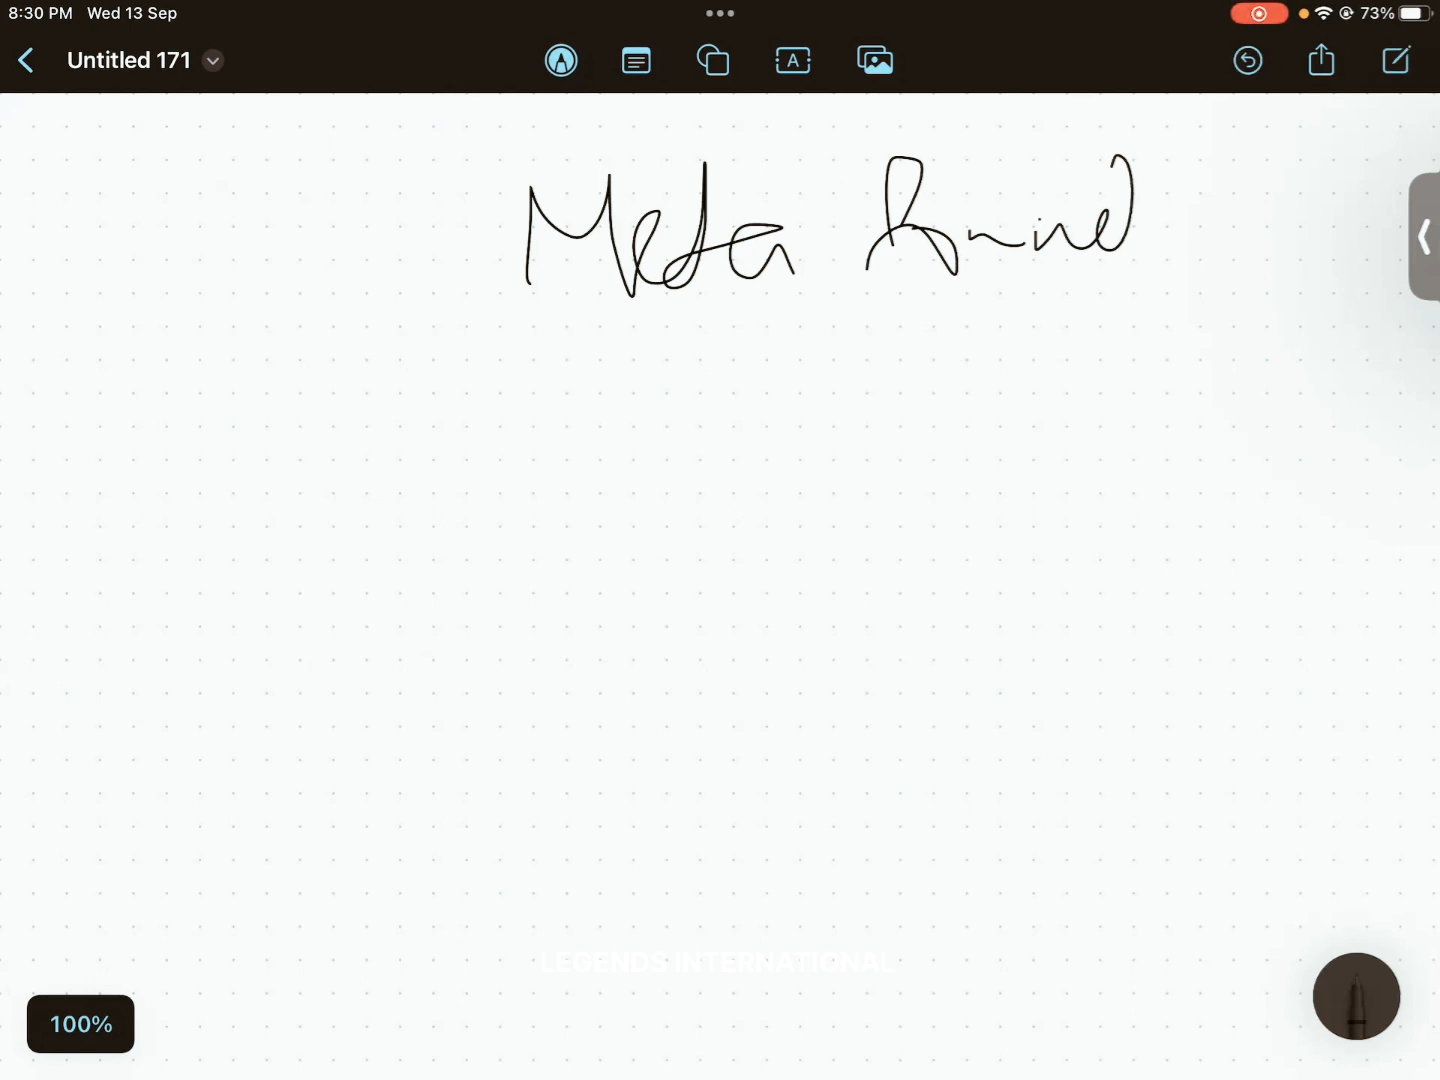 8:30 PM Wed 13 Sep
73%
Untitled 171
A
Meta
LEGENDS INTERNATIONAL
100%